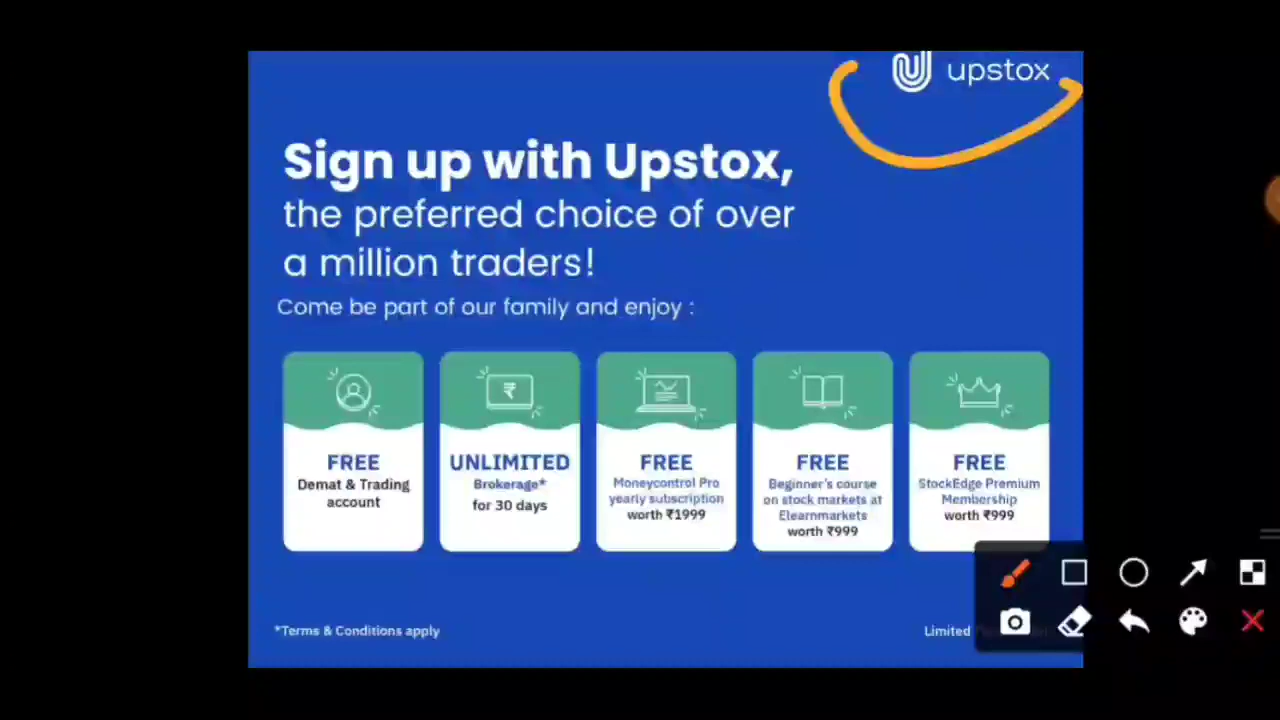 upstox
Sign up with Upstox,
the preferred choice of over
a million traders!
Come be part of our family and enjoy :
FREE
Demat & Trading
account
UNLIMITED
Brokerage*
for 30 days
FREE
Moneycontrol Pro
yearly subscription
worth ₹1999
FREE
Beginner's course
on stock markets at
Elearnmarkets
worth ₹999
FREE
StockEdge Premium
Membership
worth ₹999
*Terms & Conditions apply
Limited